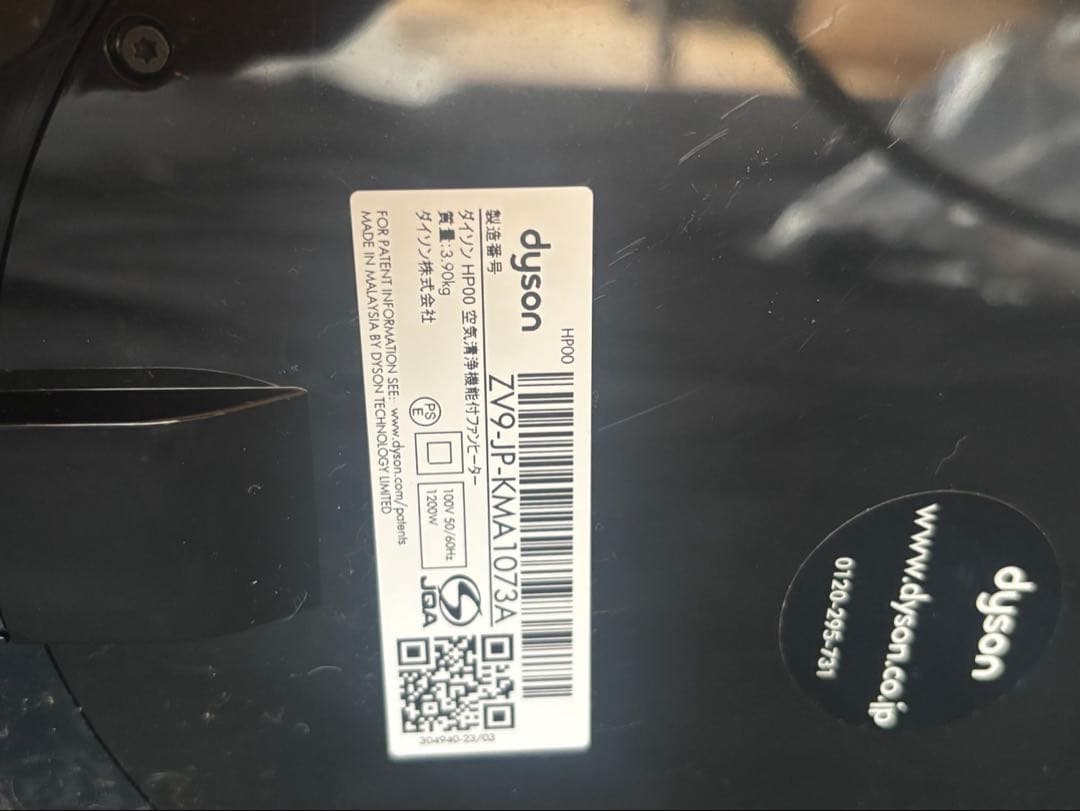 dyson
HP00
製造番号
ZV9-JP-KMA1073A
ダイソン HP00 空気清浄機能付ファンヒーター
質量:3.90kg
ダイソン株式会社
PS
E
100V 50/60Hz
1200W
JQA
FOR PATENT INFORMATION SEE: www.dyson.com/patents
MADE IN MALAYSIA BY DYSON TECHNOLOGY LIMITED
304940-23/03
dyson
www.dyson.co.jp
0120-295-731